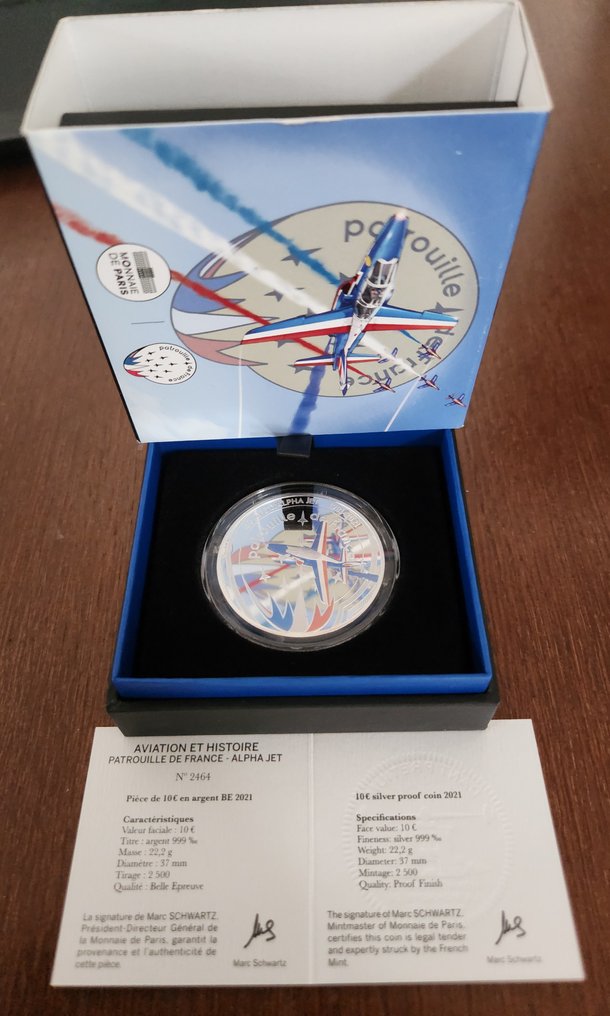 patrouille de france
MONNAIE
DE PARIS
patrouille de france
ALPHA JET
patrouille de france
AVIATION ET HISTOIRE
PATROUILLE DE FRANCE - ALPHA JET
N° 2464
Pièce de 10€ en argent BE 2021
Caractéristiques
Valeur faciale : 10 €
Titre : argent 999 ‰
Masse : 22,2 g
Diamètre : 37 mm
Tirage : 2 500
Qualité : Belle Epreuve
La signature de Marc SCHWARTZ,
Président-Directeur Général de
la Monnaie de Paris, garantit la
provenance et l'authenticité de
cette pièce.
Marc Schwartz
10€ silver proof coin 2021
Specifications
Face value: 10 €
Fineness: silver 999 ‰
Weight: 22,2 g
Diameter: 37 mm
Mintage: 2 500
Quality: Proof Finish
The signature of Marc SCHWARTZ,
Mintmaster of Monnaie de Paris,
certifies this coin is legal tender
and expertly struck by the French
Mint.
Marc Schwartz